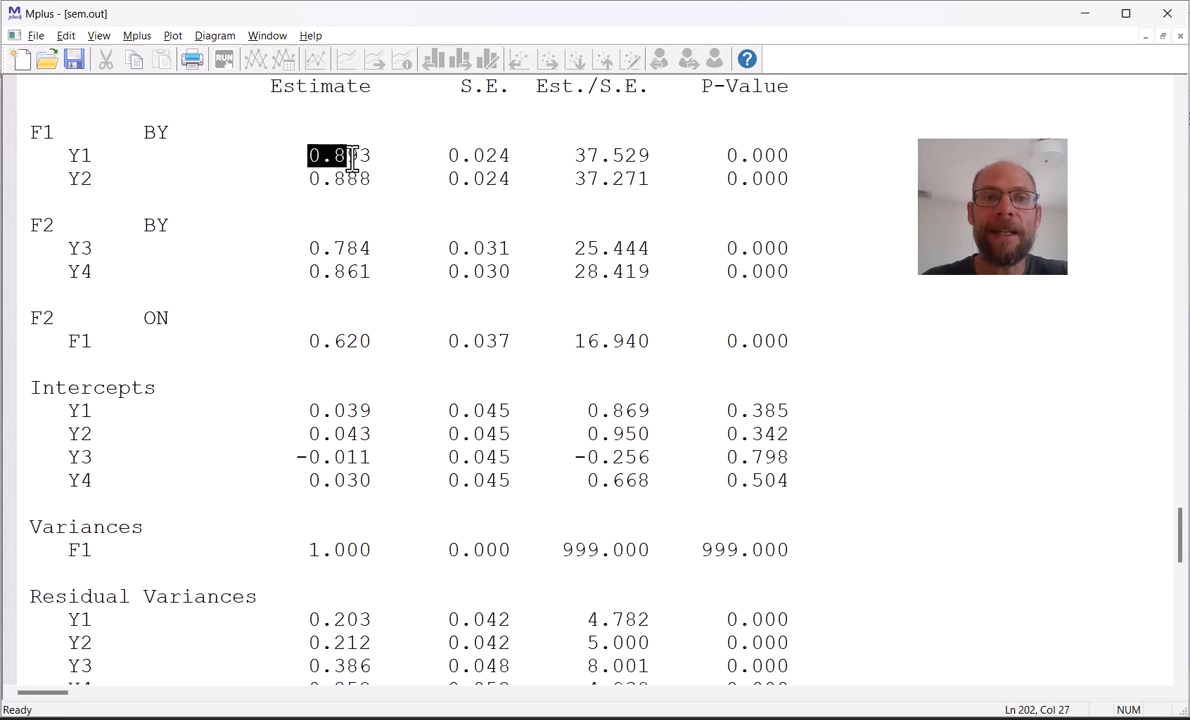 Mplus - [sem.out]
File Edit View Mplus Plot Diagram Window Help
RUN
Estimate S.E. Est./S.E. P-Value
F1 BY
Y1 0.893 0.024 37.529 0.000
Y2 0.888 0.024 37.271 0.000
F2 BY
Y3 0.784 0.031 25.444 0.000
Y4 0.861 0.030 28.419 0.000
F2 ON
F1 0.620 0.037 16.940 0.000
Intercepts
Y1 0.039 0.045 0.869 0.385
Y2 0.043 0.045 0.950 0.342
Y3 -0.011 0.045 -0.256 0.798
Y4 0.030 0.045 0.668 0.504
Variances
F1 1.000 0.000 999.000 999.000
Residual Variances
Y1 0.203 0.042 4.782 0.000
Y2 0.212 0.042 5.000 0.000
Y3 0.386 0.048 8.001 0.000
Ready Ln 202, Col 27 NUM